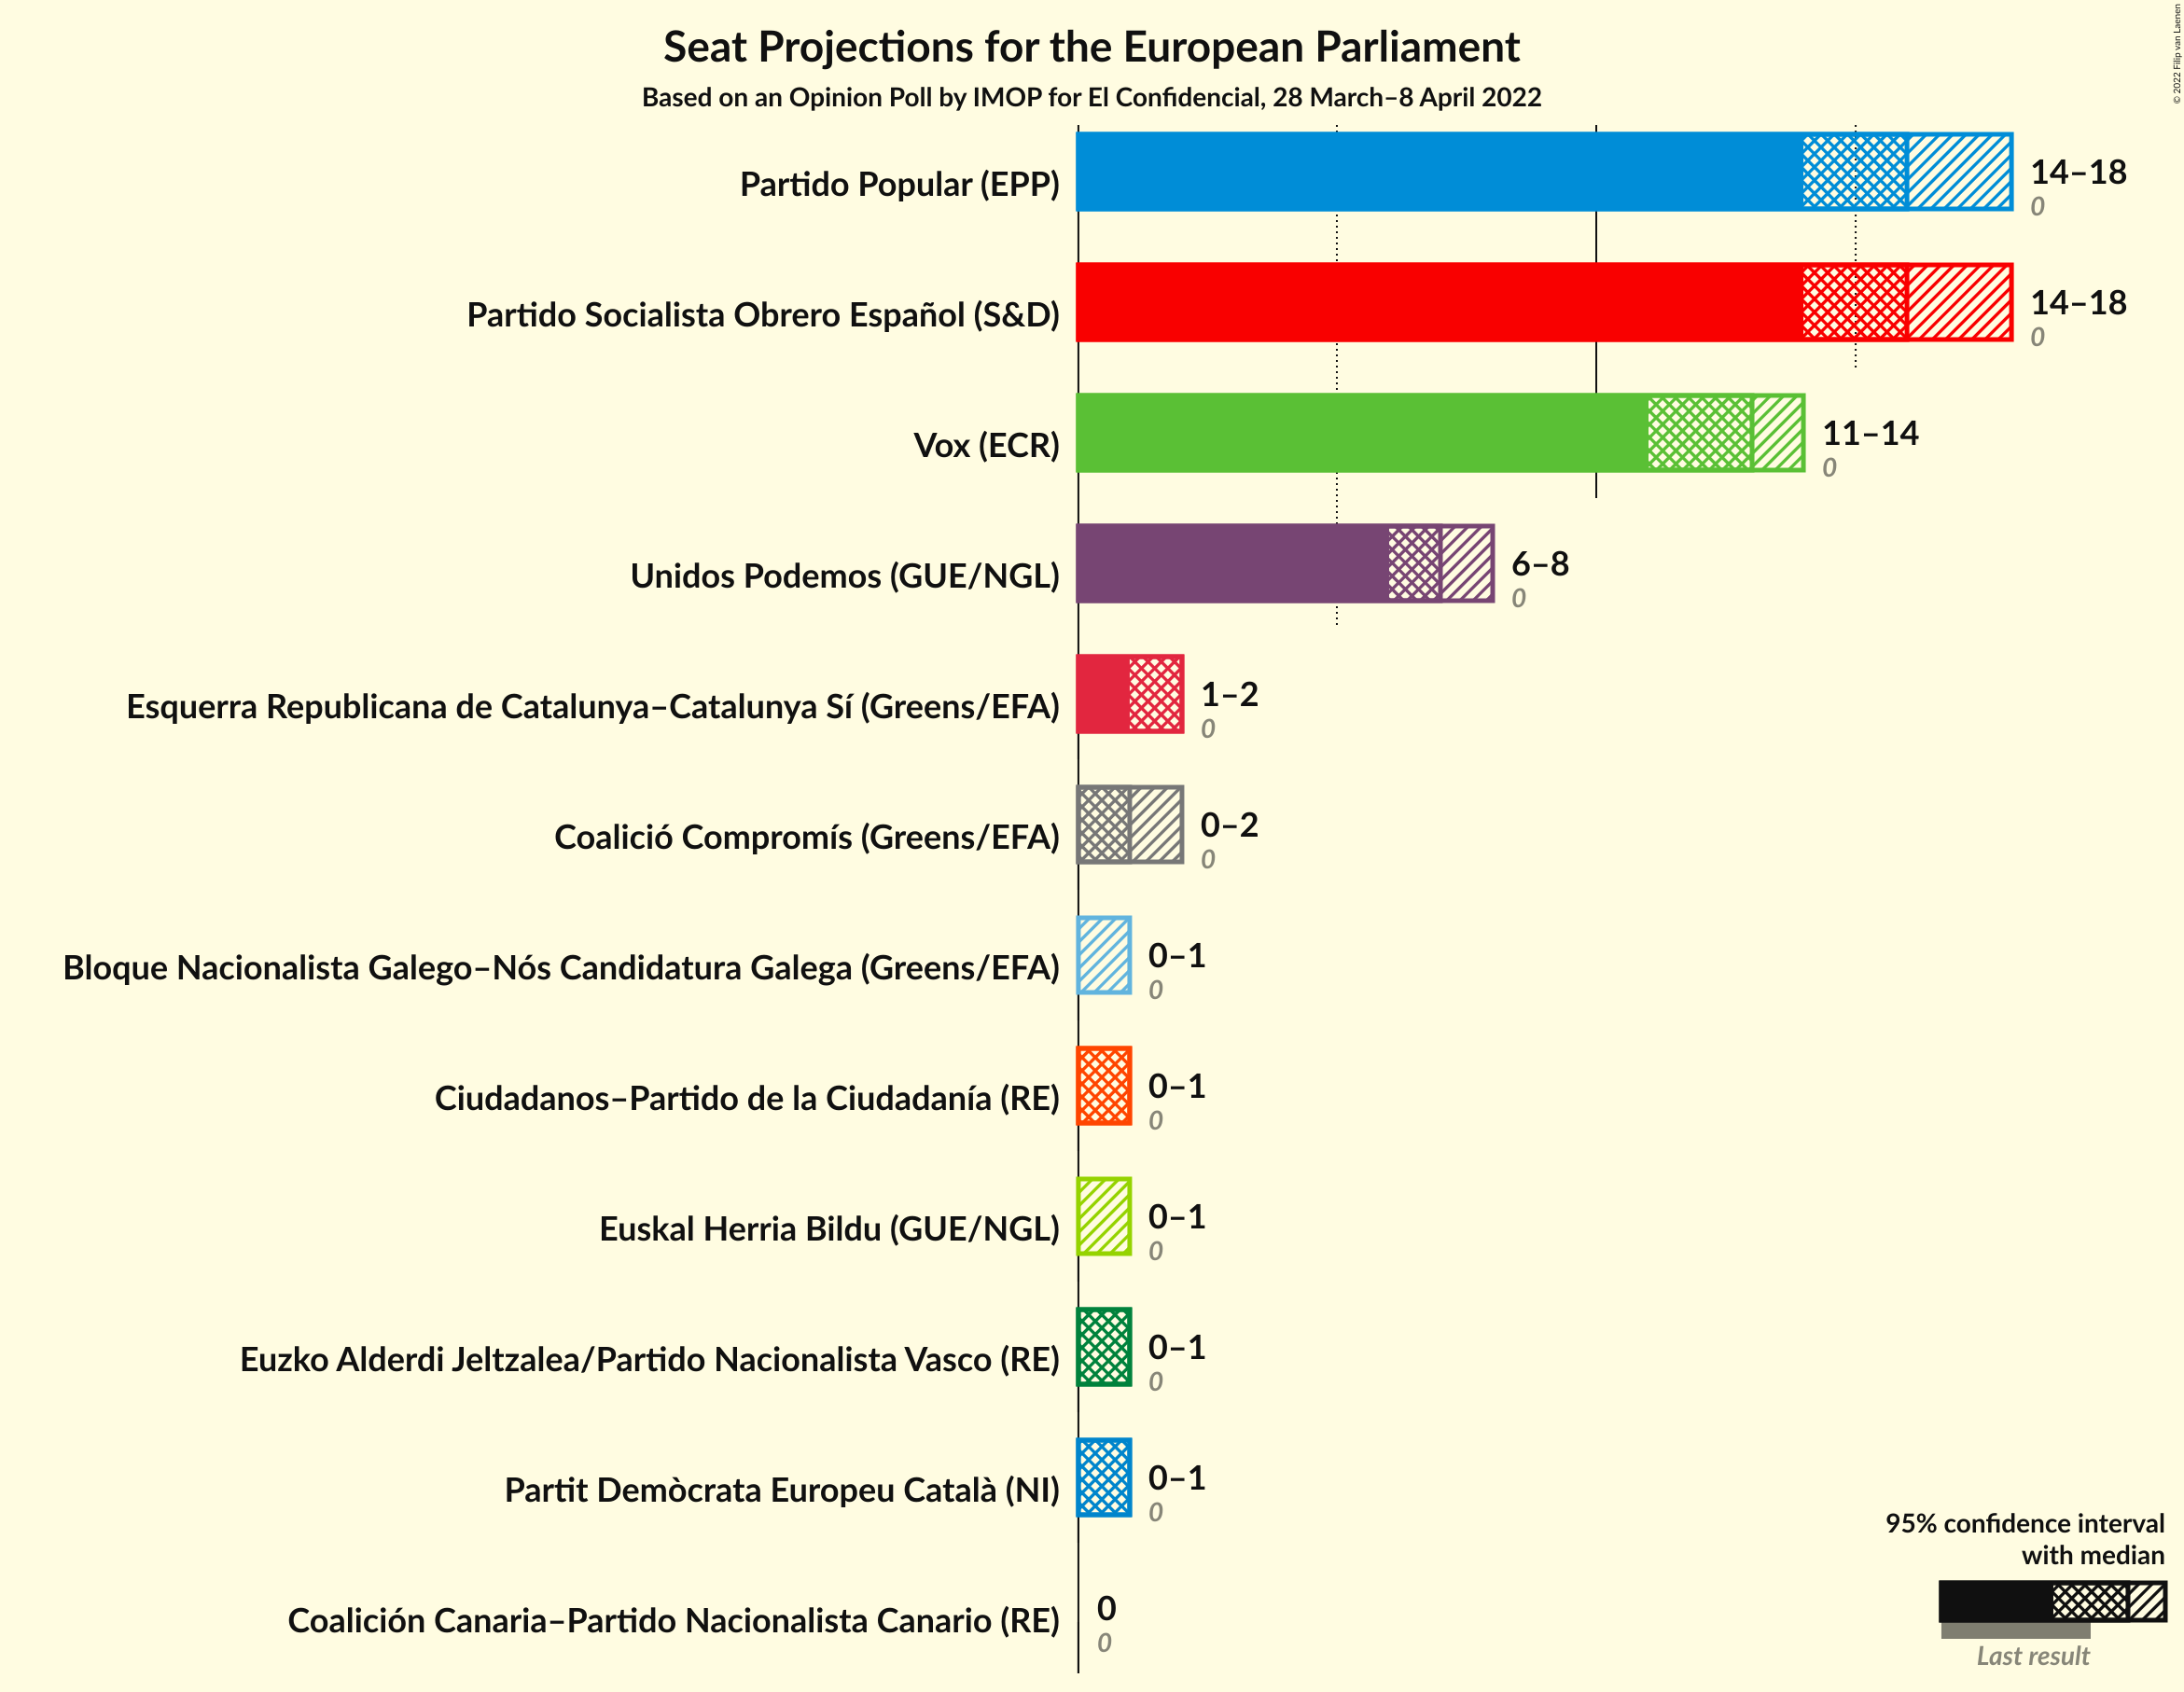 Seat Projections for the European Parliament
Based on an Opinion Poll by IMOP for El Confidencial, 28 March–8 April 2022
© 2022 Filip van Laenen
Partido Popular (EPP)
14–18
0
Partido Socialista Obrero Español (S&D)
14–18
0
Vox (ECR)
11–14
0
Unidos Podemos (GUE/NGL)
6–8
0
Esquerra Republicana de Catalunya–Catalunya Sí (Greens/EFA)
1–2
0
Coalició Compromís (Greens/EFA)
0–2
0
Bloque Nacionalista Galego–Nós Candidatura Galega (Greens/EFA)
0–1
0
Ciudadanos–Partido de la Ciudadanía (RE)
0–1
0
Euskal Herria Bildu (GUE/NGL)
0–1
0
Euzko Alderdi Jeltzalea/Partido Nacionalista Vasco (RE)
0–1
0
Partit Demòcrata Europeu Català (NI)
0–1
0
Coalición Canaria–Partido Nacionalista Canario (RE)
0
0
95% confidence interval
with median
Last result